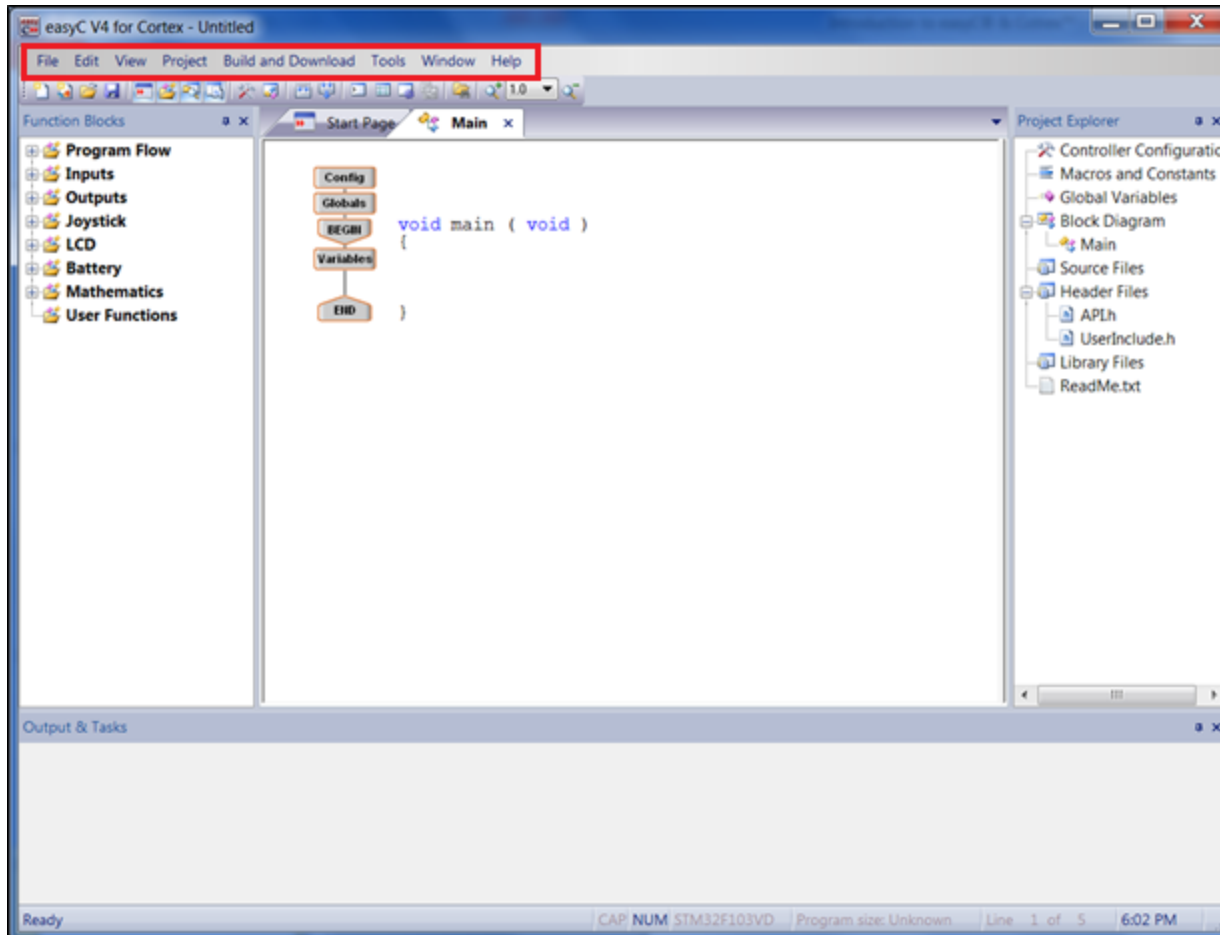 easyC V4 for Cortex - Untitled
File Edit View Project Build and Download Tools Window Help
1.0
Function Blocks
Program Flow
Inputs
Outputs
Joystick
LCD
Battery
Mathematics
User Functions
Start Page Main
Config
Globals
BEGIN
Variables
END
void main ( void )
{
}
Project Explorer
Controller Configuratio
Macros and Constants
Global Variables
Block Diagram
Main
Source Files
Header Files
API.h
UserInclude.h
Library Files
ReadMe.txt
Output & Tasks
Ready CAP NUM STM32F103VD Program size: Unknown Line 1 of 5 6:02 PM